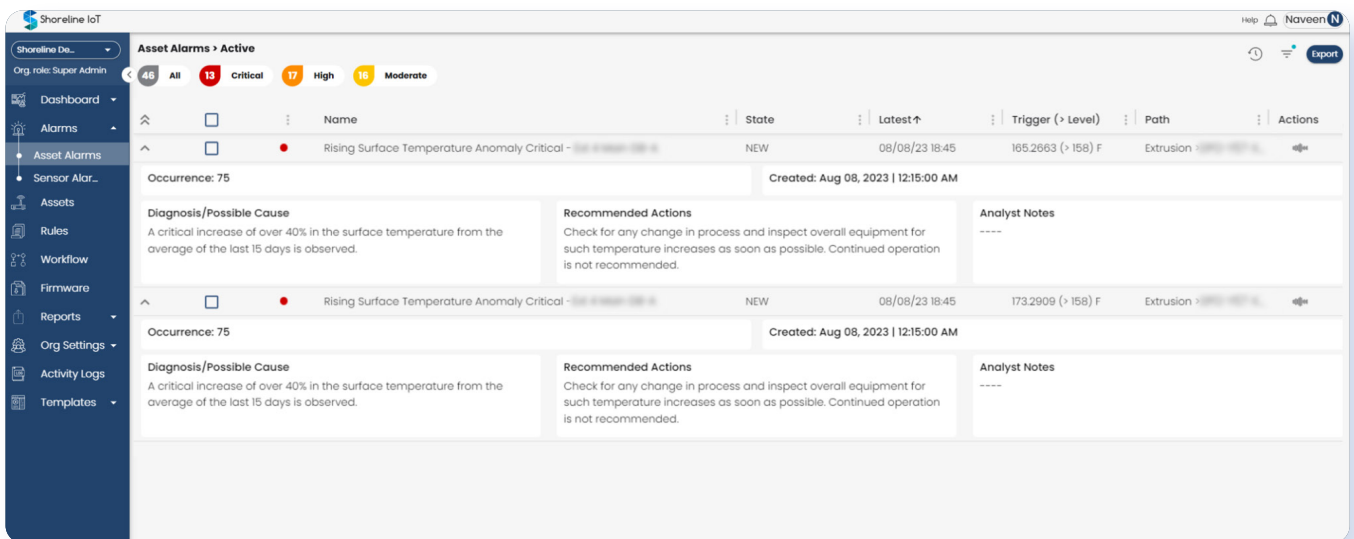 Shoreline IoT
Help
Naveen N
Shoreline De...
Org. role: Super Admin
Dashboard
Alarms
Asset Alarms
Sensor Alar...
Assets
Rules
Workflow
Firmware
Reports
Org Settings
Activity Logs
Templates
Asset Alarms > Active
Export
46 All 13 Critical 17 High 16 Moderate
Name State Latest↑ Trigger (> Level) Path Actions
Rising Surface Temperature Anomaly Critical - NEW 08/08/23 18:45 165.2663 (> 158) F Extrusion >
Occurrence: 75 Created: Aug 08, 2023 | 12:15:00 AM
Diagnosis/Possible Cause
A critical increase of over 40% in the surface temperature from the
average of the last 15 days is observed.
Recommended Actions
Check for any change in process and inspect overall equipment for
such temperature increases as soon as possible. Continued operation
is not recommended.
Analyst Notes
----
Rising Surface Temperature Anomaly Critical - NEW 08/08/23 18:45 173.2909 (> 158) F Extrusion >
Occurrence: 75 Created: Aug 08, 2023 | 12:15:00 AM
Diagnosis/Possible Cause
A critical increase of over 40% in the surface temperature from the
average of the last 15 days is observed.
Recommended Actions
Check for any change in process and inspect overall equipment for
such temperature increases as soon as possible. Continued operation
is not recommended.
Analyst Notes
----